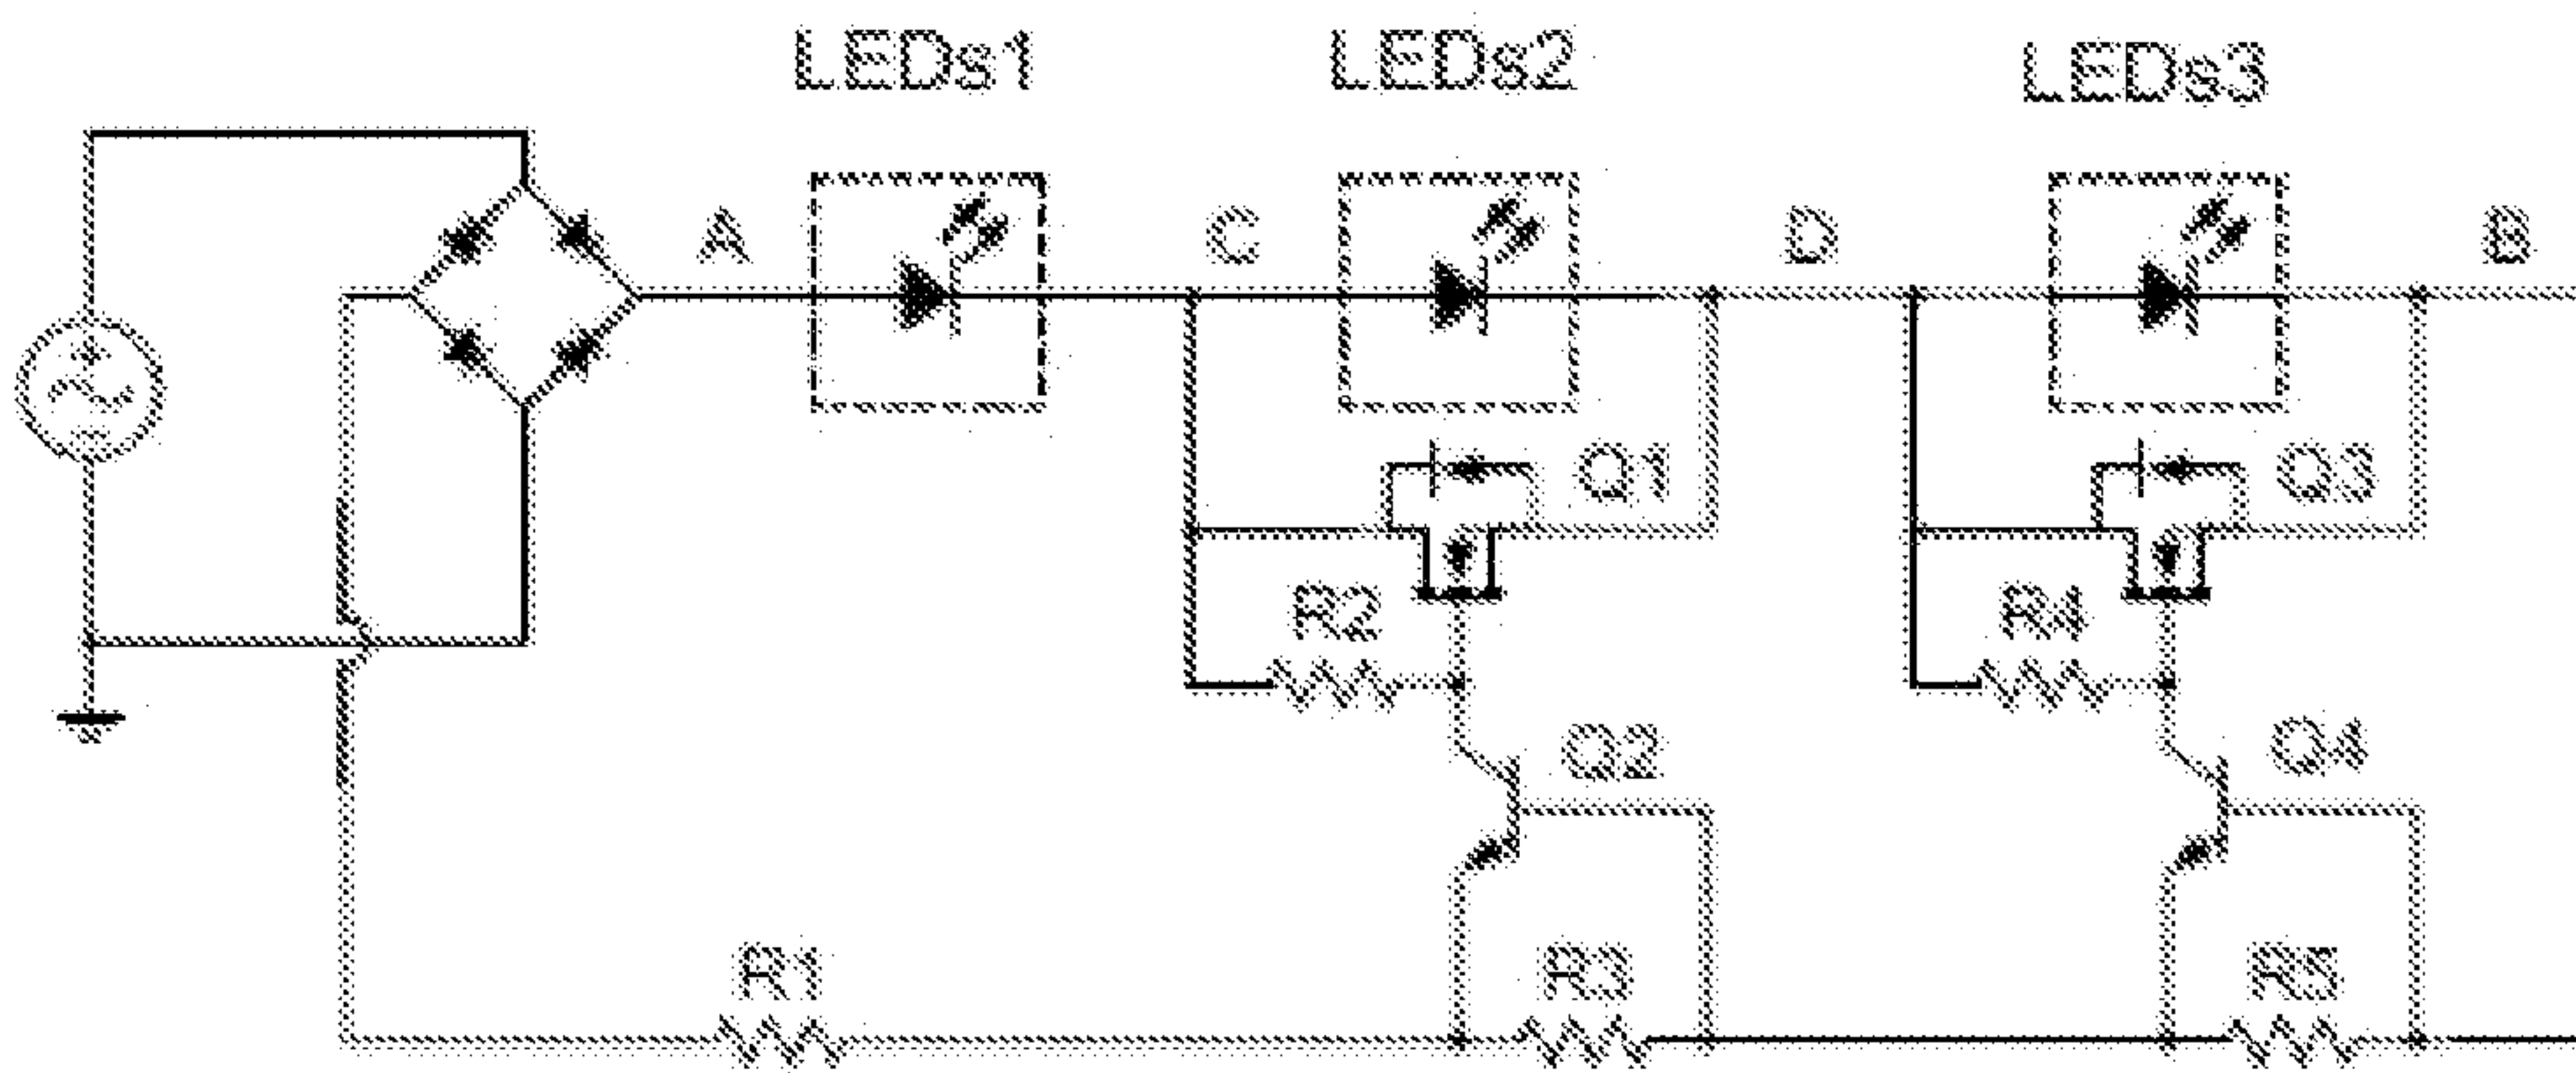 LEDs1 LEDs2 LEDs3
A C D B
Q1 Q3
R2 R4
Q2 Q4
R1 R3 R5